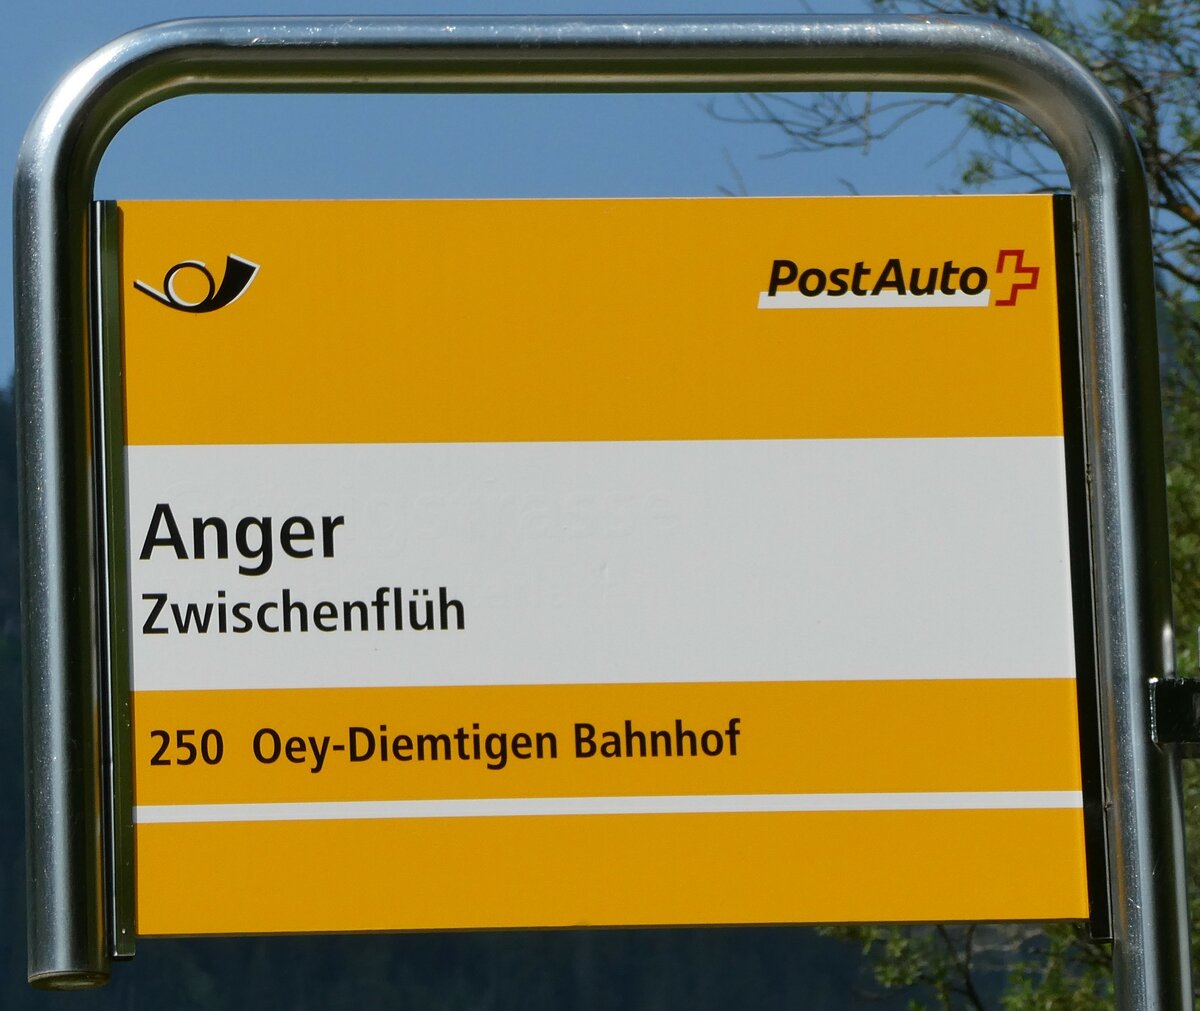 PostAuto
Anger
Zwischenflüh
250 Oey-Diemtigen Bahnhof